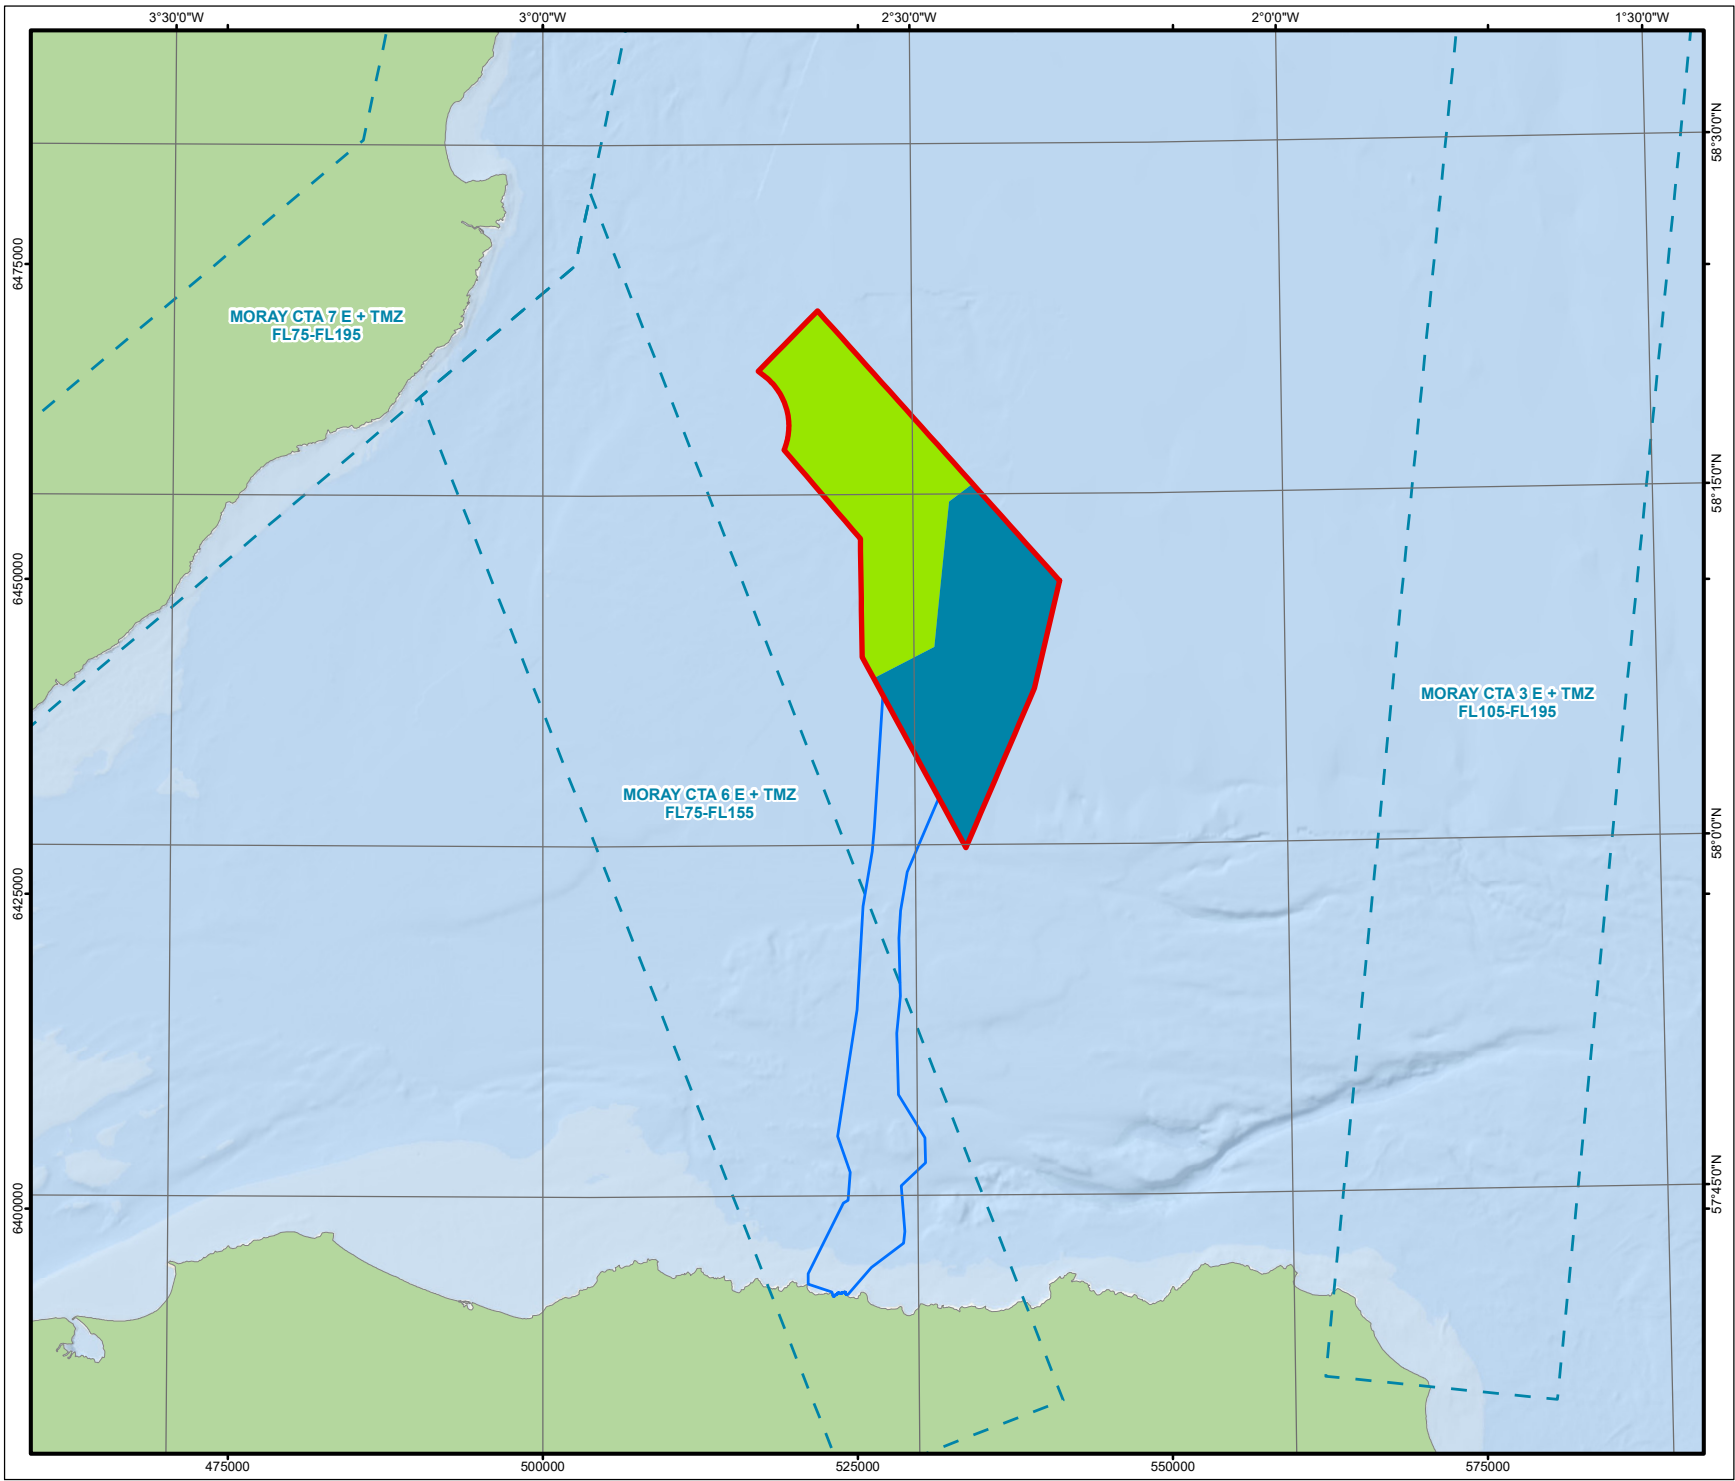 3°30'0"W
3°0'0"W
2°30'0"W
2°0'0"W
1°30'0"W
58°30'0"N
6475000
MORAY CTA 7 E + TMZ
FL75-FL195
58°15'0"N
6450000
MORAY CTA 3 E + TMZ
FL105-FL195
MORAY CTA 6 E + TMZ
FL75-FL155
58°0'0"N
6425000
57°45'0"N
6400000
475000
500000
525000
550000
575000